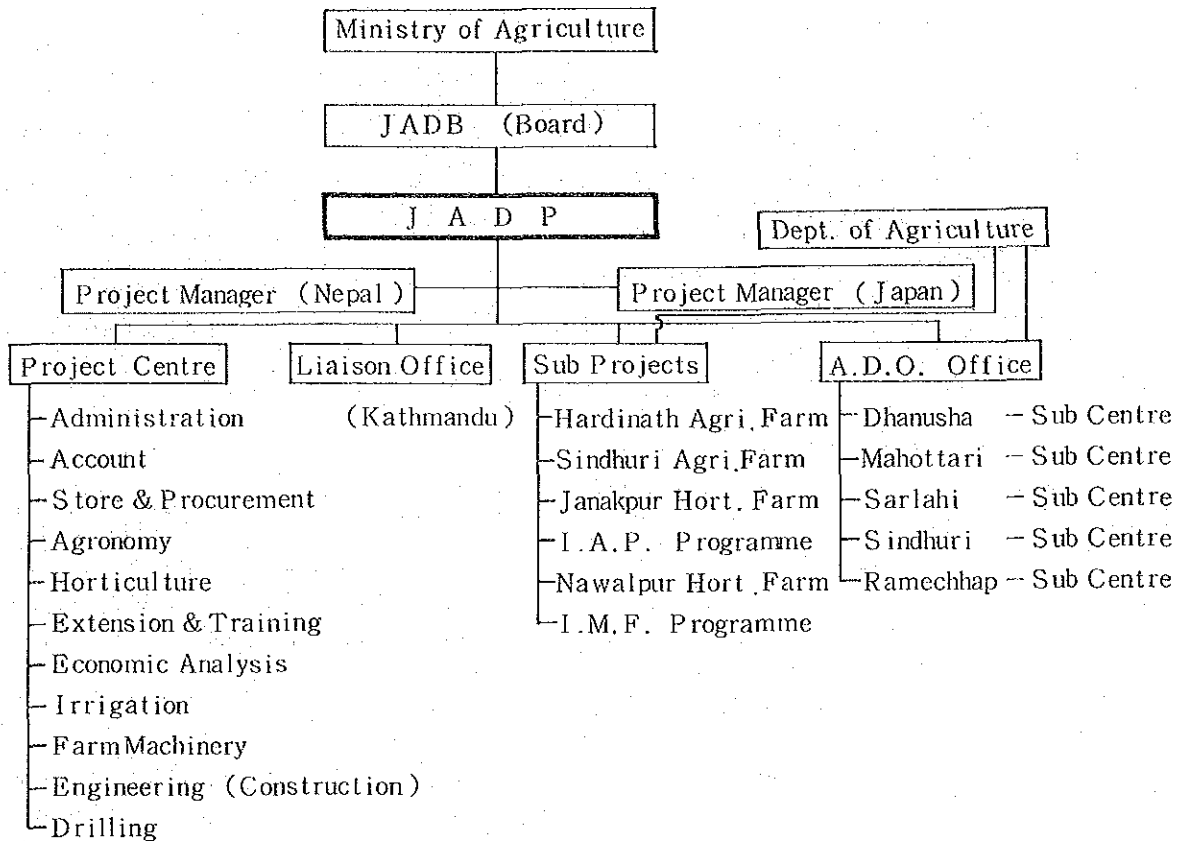 Ministry of Agriculture
JADB (Board)
J A D P
Dept. of Agriculture
Project Manager (Nepal)
Project Manager (Japan)
Project Centre
Liaison Office
Sub Projects
A.D.O. Office
(Kathmandu)
Administration
Account
Store & Procurement
Agronomy
Horticulture
Extension & Training
Economic Analysis
Irrigation
Farm Machinery
Engineering (Construction)
Drilling
Hardinath Agri. Farm
Sindhuri Agri. Farm
Janakpur Hort. Farm
I.A.P. Programme
Nawalpur Hort. Farm
I.M.F. Programme
Dhanusha - Sub Centre
Mahottari - Sub Centre
Sarlahi - Sub Centre
Sindhuri - Sub Centre
Ramechhap - Sub Centre